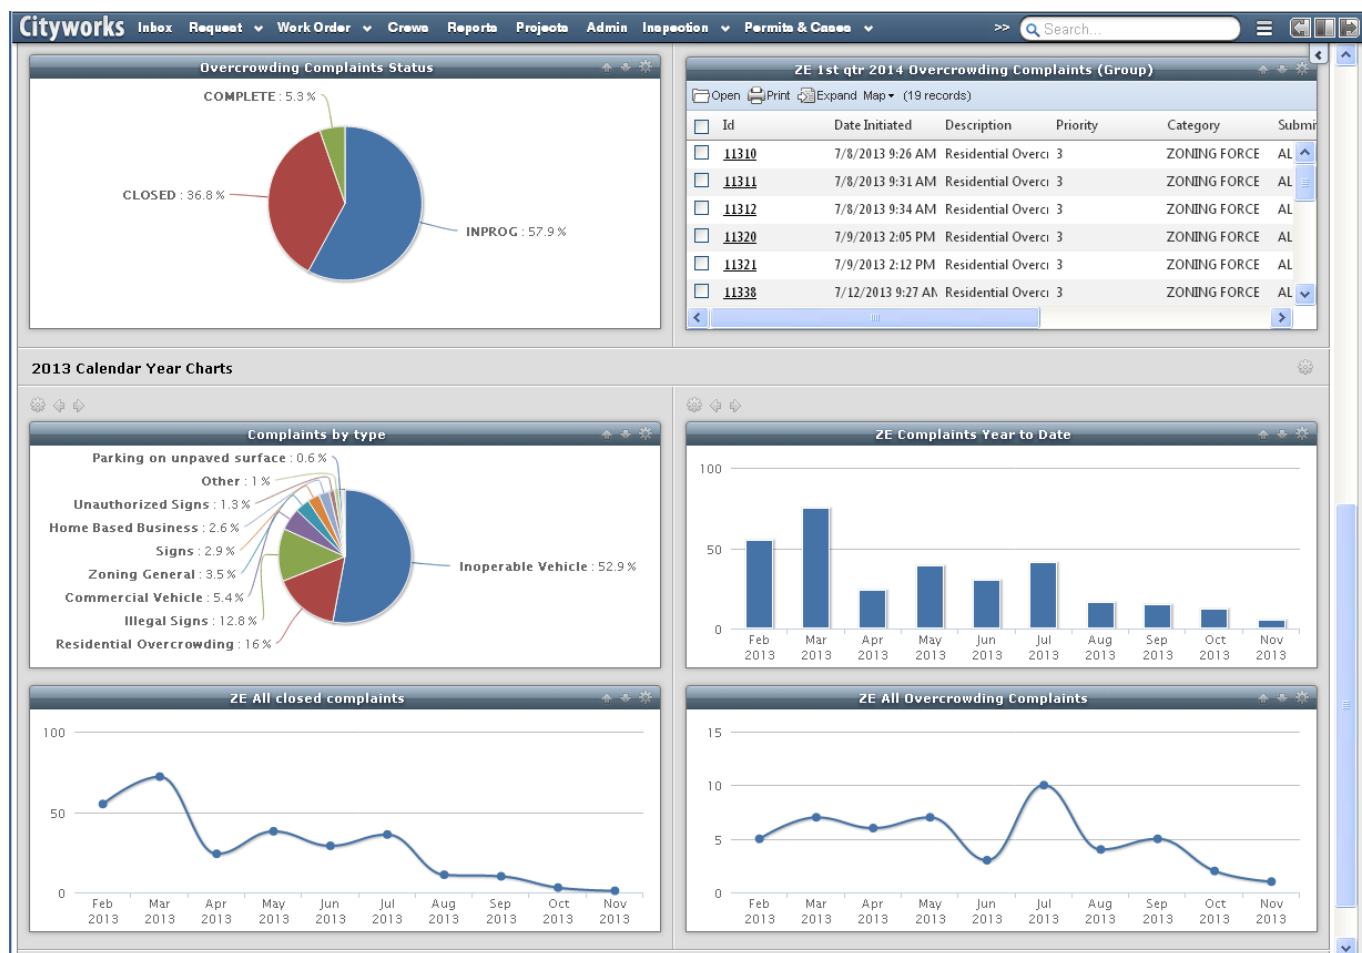 Cityworks Inbox Request Work Order Crews Reports Projects Admin Inspection Permits & Cases >> Search...
Overcrowding Complaints Status
COMPLETE : 5.3 %
CLOSED : 36.8 %
INPROG : 57.9 %
ZE 1st qtr 2014 Overcrowding Complaints (Group)
Open Print Expand Map (19 records)
Id Date Initiated Description Priority Category Submit
11310 7/8/2013 9:26 AM Residential Overcr 3 ZONING FORCE AL
11311 7/8/2013 9:31 AM Residential Overcr 3 ZONING FORCE AL
11312 7/8/2013 9:34 AM Residential Overcr 3 ZONING FORCE AL
11320 7/9/2013 2:05 PM Residential Overcr 3 ZONING FORCE AL
11321 7/9/2013 2:12 PM Residential Overcr 3 ZONING FORCE AL
11338 7/12/2013 9:27 AM Residential Overcr 3 ZONING FORCE AL
2013 Calendar Year Charts
Complaints by type
Parking on unpaved surface : 0.6 %
Other : 1 %
Unauthorized Signs : 1.3 %
Home Based Business : 2.6 %
Signs : 2.9 %
Zoning General : 3.5 %
Commercial Vehicle : 5.4 %
Illegal Signs : 12.8 %
Residential Overcrowding : 16 %
Inoperable Vehicle : 52.9 %
ZE Complaints Year to Date
100
50
0
Feb Mar Apr May Jun Jul Aug Sep Oct Nov
2013 2013 2013 2013 2013 2013 2013 2013 2013 2013
ZE All closed complaints
100
50
0
Feb Mar Apr May Jun Jul Aug Sep Oct Nov
2013 2013 2013 2013 2013 2013 2013 2013 2013 2013
ZE All Overcrowding Complaints
15
10
5
0
Feb Mar Apr May Jun Jul Aug Sep Oct Nov
2013 2013 2013 2013 2013 2013 2013 2013 2013 2013